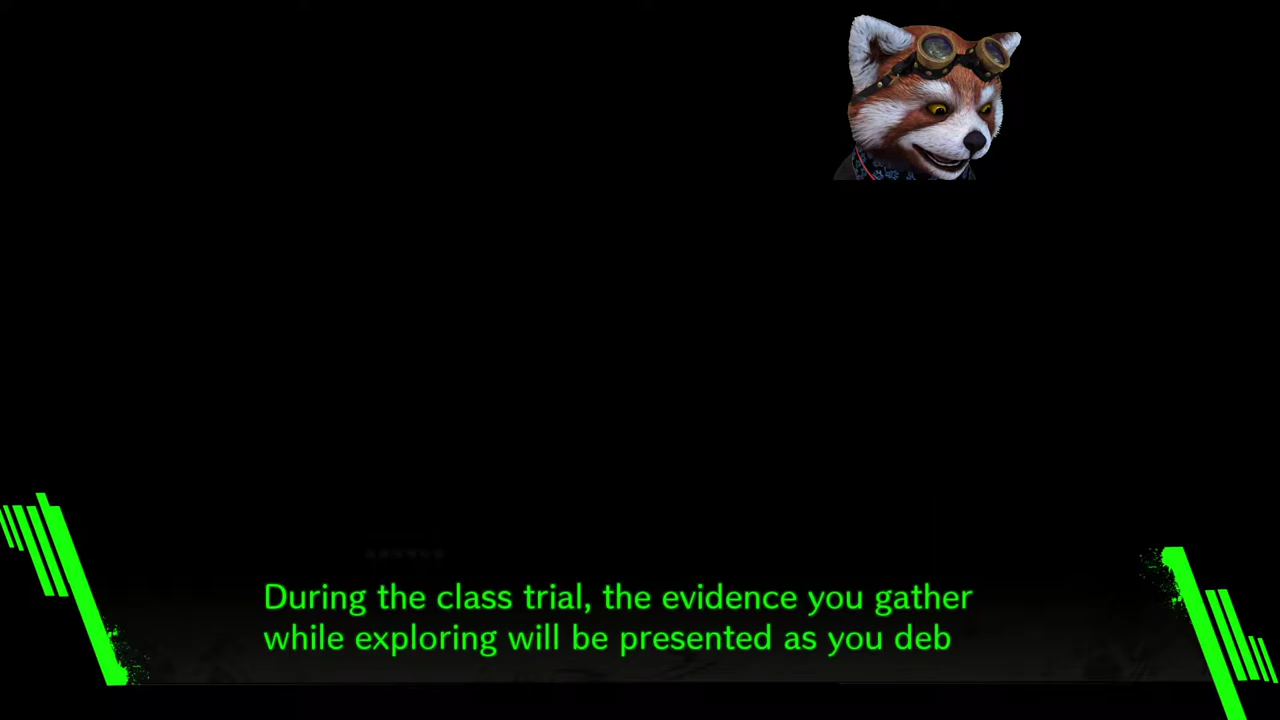 During the class trial, the evidence you gather
while exploring will be presented as you deb